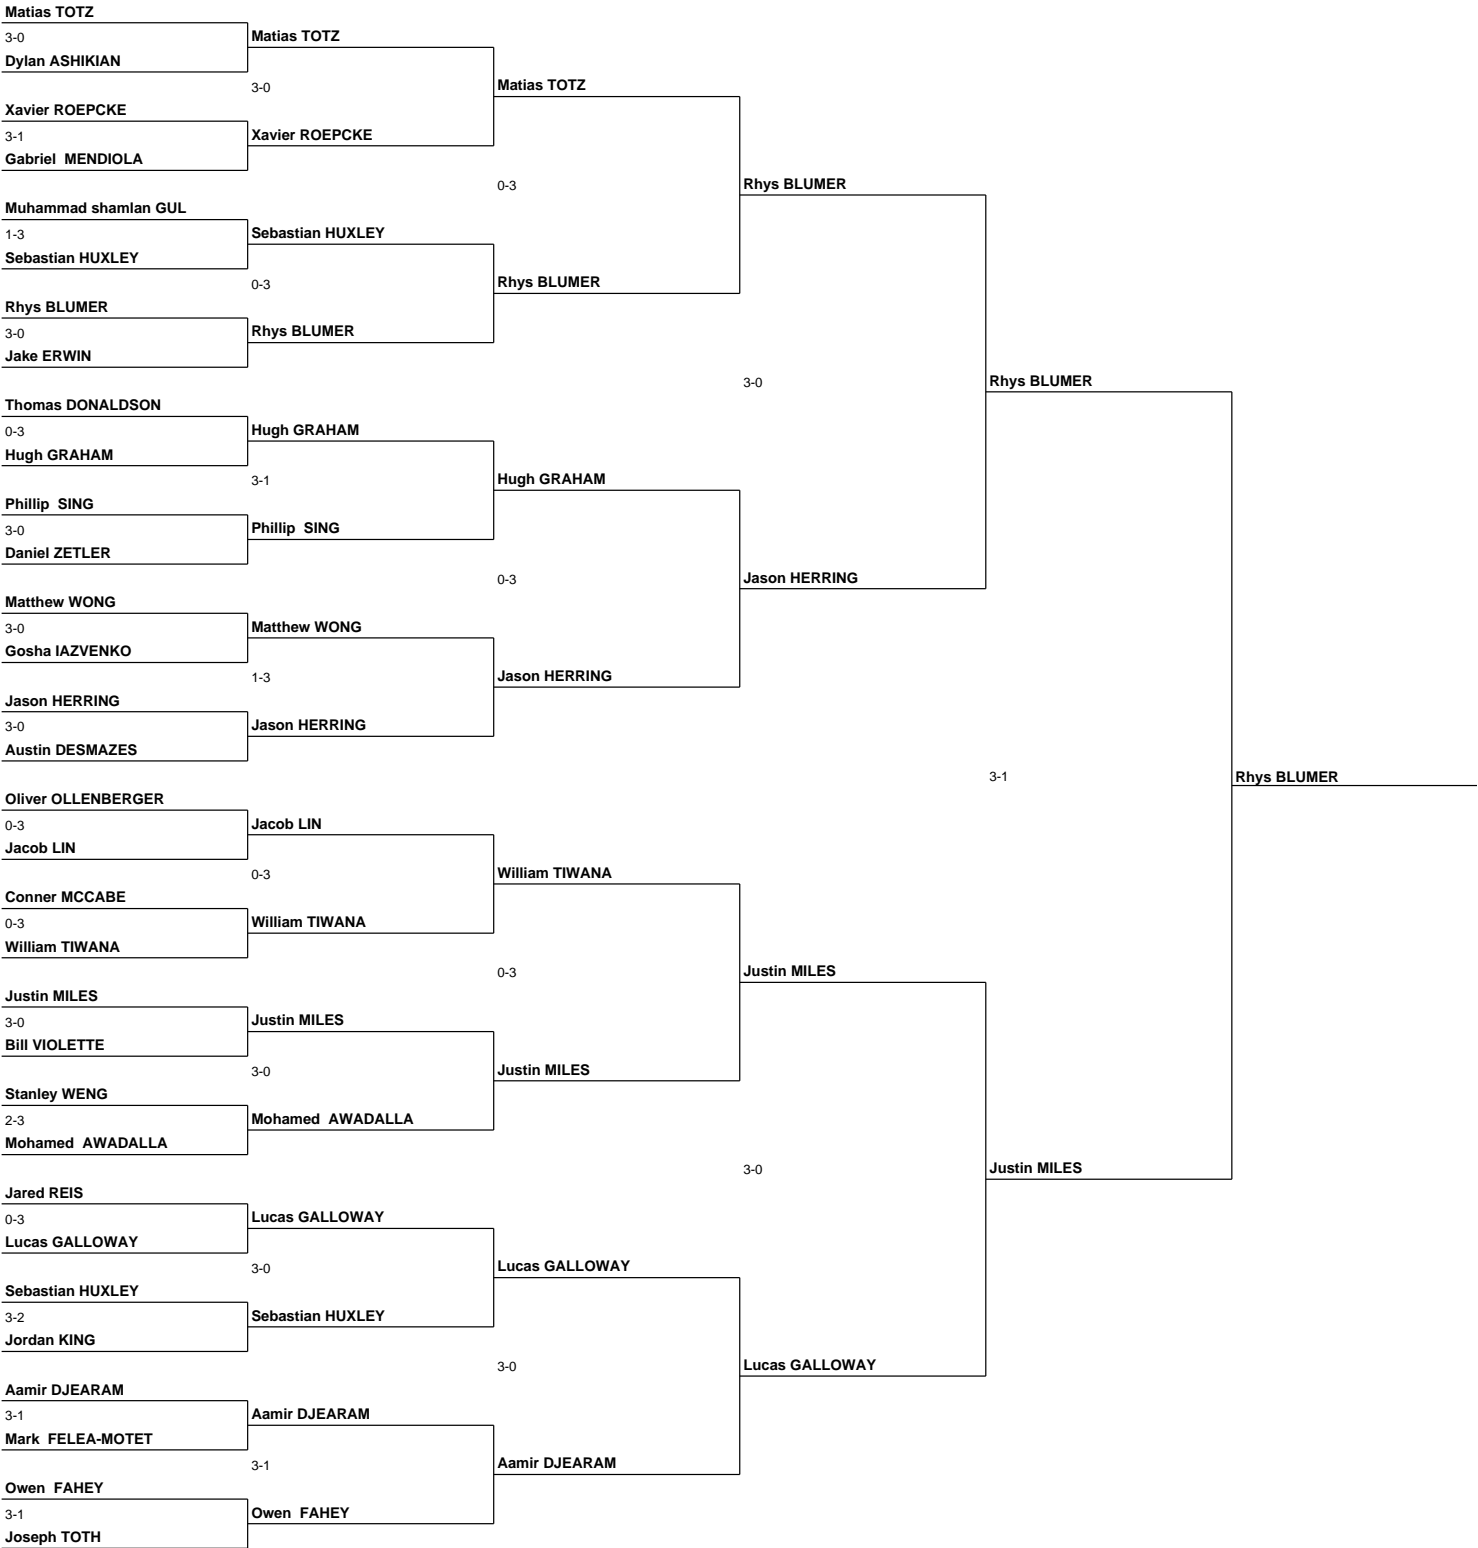 Matias TOTZ
3-0
Matias TOTZ
Dylan ASHIKIAN
3-0
Matias TOTZ
Xavier ROEPCKE
3-1
Xavier ROEPCKE
Gabriel MENDIOLA
0-3
Rhys BLUMER
Muhammad shamlan GUL
1-3
Sebastian HUXLEY
Sebastian HUXLEY
0-3
Rhys BLUMER
Rhys BLUMER
3-0
Rhys BLUMER
Jake ERWIN
3-0
Rhys BLUMER
Thomas DONALDSON
0-3
Hugh GRAHAM
Hugh GRAHAM
3-1
Hugh GRAHAM
Phillip SING
3-0
Phillip SING
Daniel ZETLER
0-3
Jason HERRING
Matthew WONG
3-0
Matthew WONG
Gosha IAZVENKO
1-3
Jason HERRING
Jason HERRING
3-0
Jason HERRING
Austin DESMAZES
3-1
Rhys BLUMER
Oliver OLLENBERGER
0-3
Jacob LIN
Jacob LIN
0-3
William TIWANA
Conner MCCABE
0-3
William TIWANA
William TIWANA
0-3
Justin MILES
Justin MILES
3-0
Justin MILES
Bill VIOLETTE
3-0
Justin MILES
Stanley WENG
2-3
Mohamed AWADALLA
Mohamed AWADALLA
3-0
Justin MILES
Jared REIS
0-3
Lucas GALLOWAY
Lucas GALLOWAY
3-0
Lucas GALLOWAY
Sebastian HUXLEY
3-2
Sebastian HUXLEY
Jordan KING
3-0
Lucas GALLOWAY
Aamir DJEARAM
3-1
Aamir DJEARAM
Mark FELEA-MOTET
3-1
Aamir DJEARAM
Owen FAHEY
3-1
Owen FAHEY
Joseph TOTH